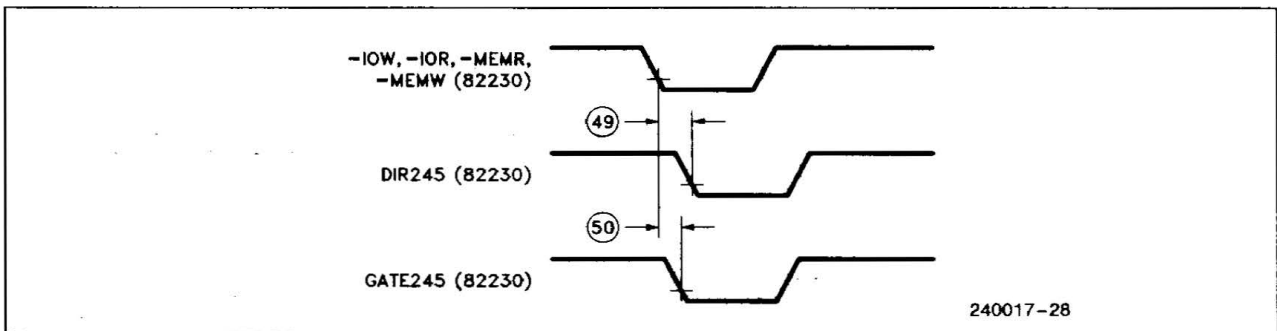 -IOW, -IOR, -MEMR,
-MEMW (82230)
49
DIR245 (82230)
50
GATE245 (82230)
240017-28